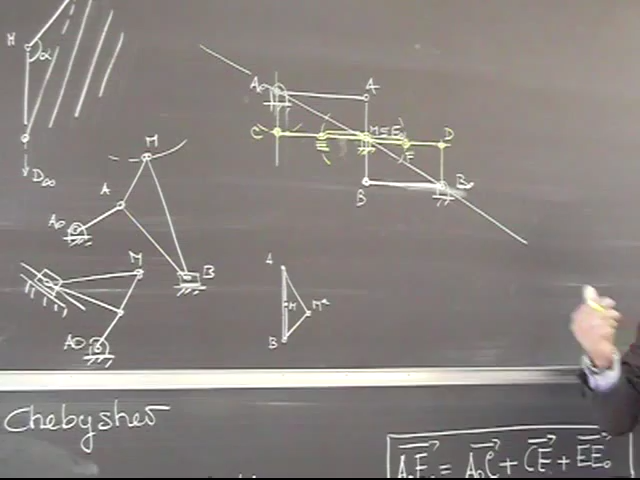 H
α
D∞
M
A
A0
B
M
A0
A0
A
C
E
M=E0
F
D
B
B0
A
M
M*
B
Chebyshev
A0E0 = A0C + CE + EE0